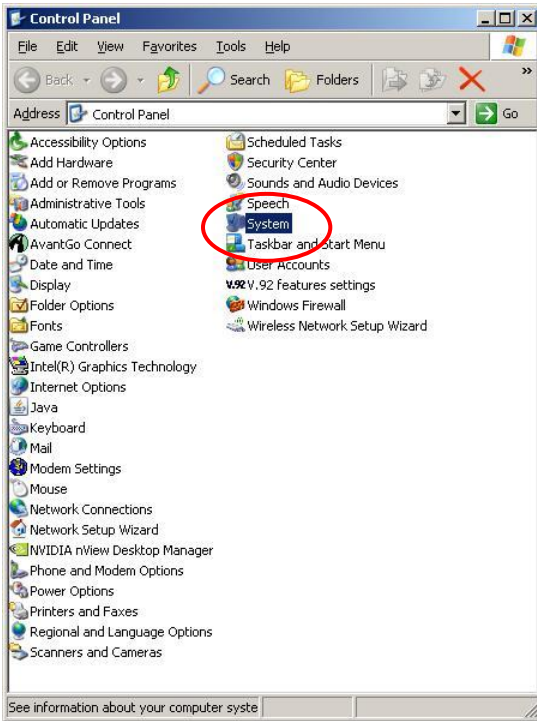 Control Panel
File Edit View Favorites Tools Help
Back Search Folders »
Address Control Panel Go
Accessibility Options
Add Hardware
Add or Remove Programs
Administrative Tools
Automatic Updates
AvantGo Connect
Date and Time
Display
Folder Options
Fonts
Game Controllers
Intel(R) Graphics Technology
Internet Options
Java
Keyboard
Mail
Modem Settings
Mouse
Network Connections
Network Setup Wizard
NVIDIA nView Desktop Manager
Phone and Modem Options
Power Options
Printers and Faxes
Regional and Language Options
Scanners and Cameras
Scheduled Tasks
Security Center
Sounds and Audio Devices
Speech
System
Taskbar and Start Menu
User Accounts
V.92 V.92 features settings
Windows Firewall
Wireless Network Setup Wizard
See information about your computer syste